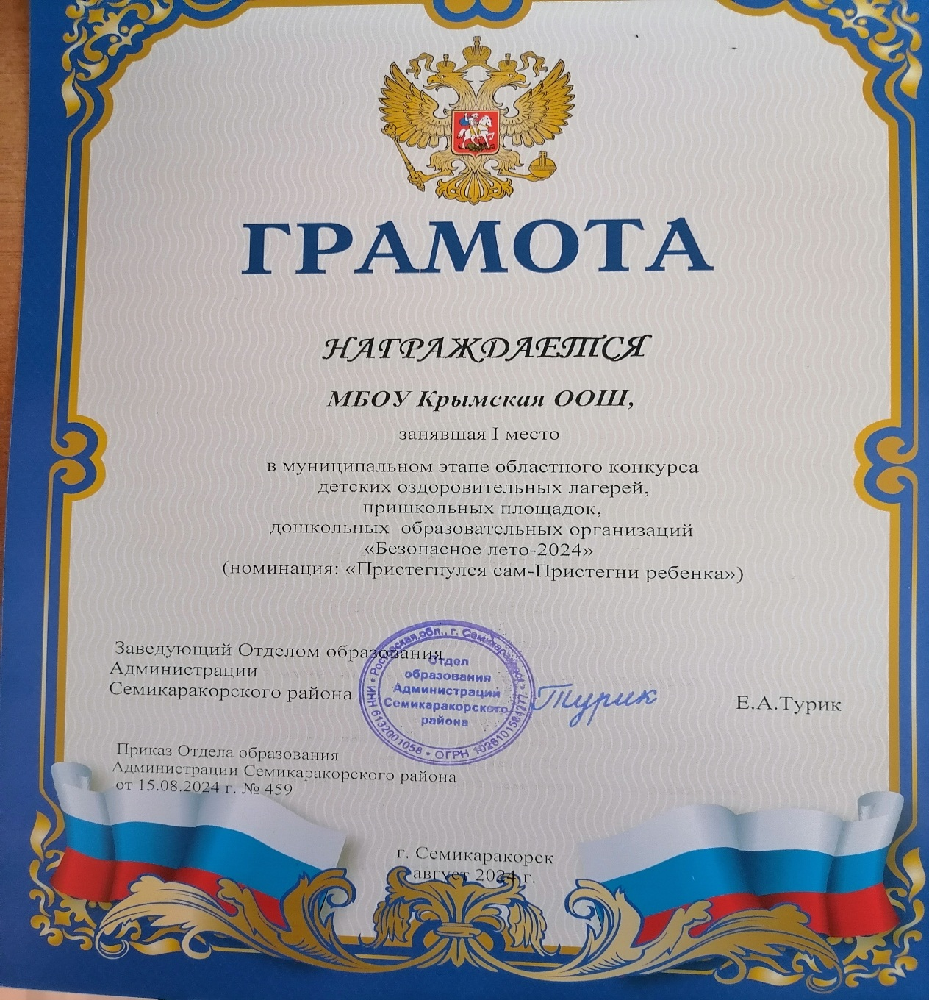 ГРАМОТА
НАГРАЖДАЕТСЯ
МБОУ Крымская ООШ,
занявшая I место
в муниципальном этапе областного конкурса
детских оздоровительных лагерей,
пришкольных площадок,
дошкольных образовательных организаций
«Безопасное лето-2024»
(номинация: «Пристегнулся сам-Пристегни ребенка»)
Заведующий Отделом образования
Администрации
Семикаракорского района
Ростовская обл., г. Семикаракорск
Отдел
образования
Администрации
Семикаракорского
района
ИНН 6132001058 • ОГРН
Турик
Е.А.Турик
Приказ Отдела образования
Администрации Семикаракорского района
от 15.08.2024 г. № 459
г. Семикаракорск
август 2024 г.